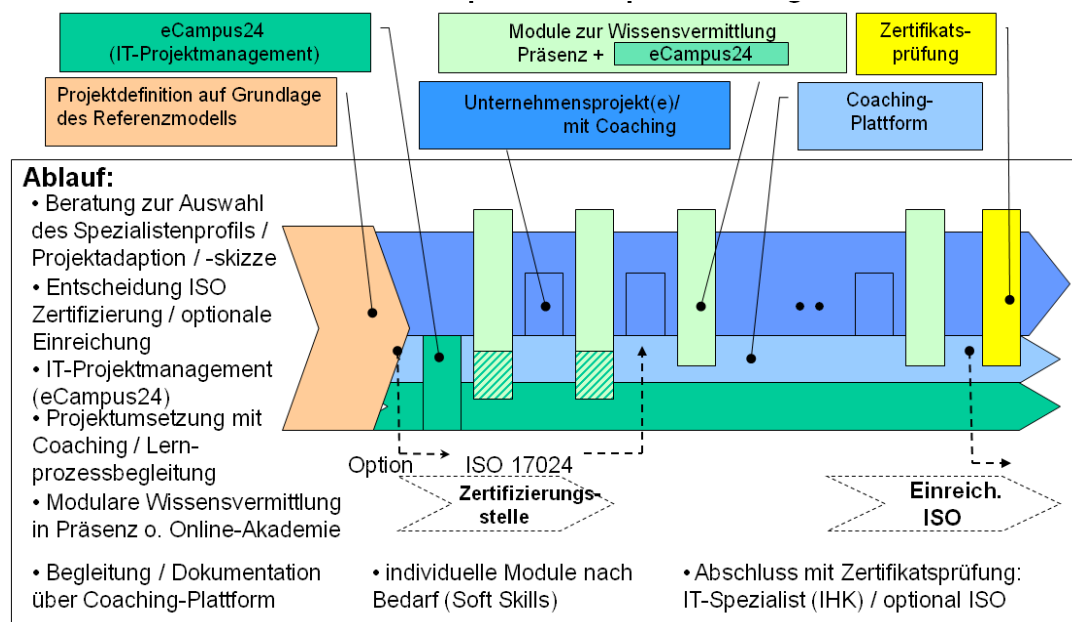 eCampus24
(IT-Projektmanagement)
Module zur Wissensvermittlung
Präsenz + eCampus24
Zertifikats-
prüfung
Projektdefinition auf Grundlage
des Referenzmodells
Unternehmensprojekt(e)/
mit Coaching
Coaching-
Plattform
Ablauf:
• Beratung zur Auswahl
des Spezialistenprofils /
Projektadaption / -skizze
• Entscheidung ISO
Zertifizierung / optionale
Einreichung
• IT-Projektmanagement
(eCampus24)
• Projektumsetzung mit
Coaching / Lern-
prozessbegleitung
• Modulare Wissensvermittlung
in Präsenz o. Online-Akademie
• Begleitung / Dokumentation
über Coaching-Plattform
Option ISO 17024
Zertifizierungs-
stelle
Einreich.
ISO
• individuelle Module nach
Bedarf (Soft Skills)
• Abschluss mit Zertifikatsprüfung:
IT-Spezialist (IHK) / optional ISO